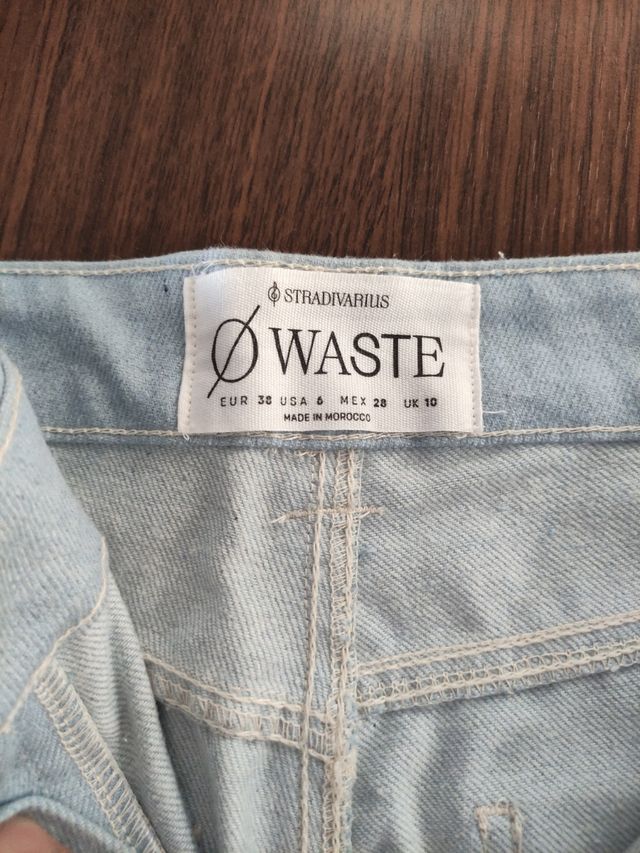 STRADIVARIUS
Ø WASTE
EUR 38 USA 6 MEX 28 UK 10
MADE IN MOROCCO